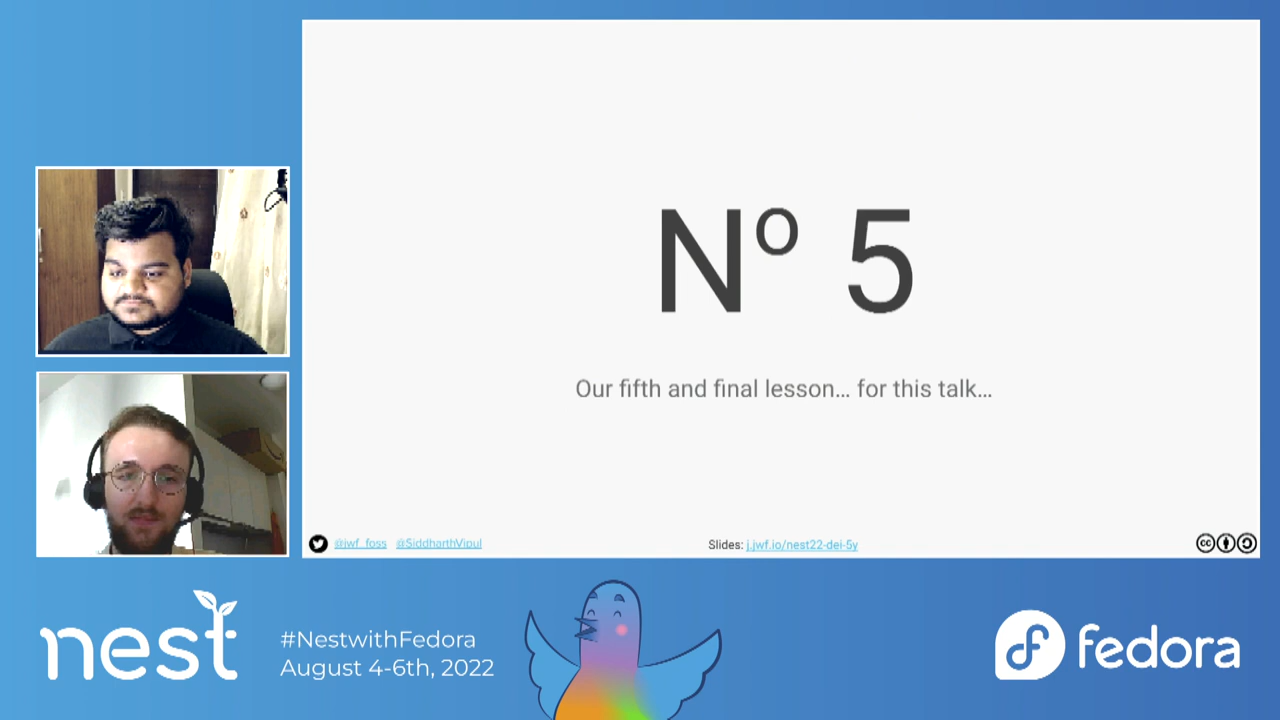 Nº 5
Our fifth and final lesson... for this talk...
@jwf_foss @SiddharthVipul
Slides: j.jwf.io/nest22-dei-5y
cc
nest
#NestwithFedora
August 4-6th, 2022
fedora